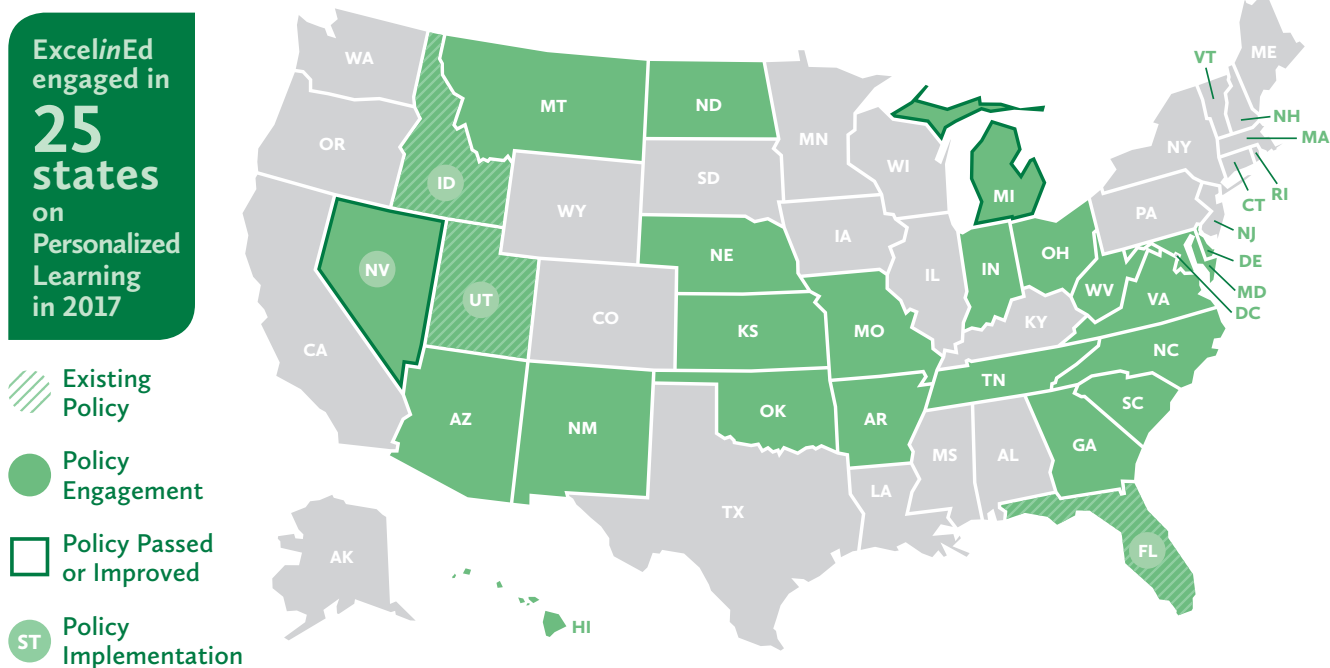 ExcelinEd
engaged in
25
states
on
Personalized
Learning
in 2017
Existing
Policy
Policy
Engagement
Policy Passed
or Improved
ST
Policy
Implementation
WA
OR
CA
ID
NV
UT
AZ
MT
WY
CO
NM
ND
SD
NE
KS
OK
TX
MN
IA
MO
AR
LA
WI
IL
MI
IN
OH
KY
TN
MS
AL
GA
FL
SC
NC
VA
WV
PA
NY
ME
VT
NH
MA
RI
CT
NJ
DE
MD
DC
AK
HI